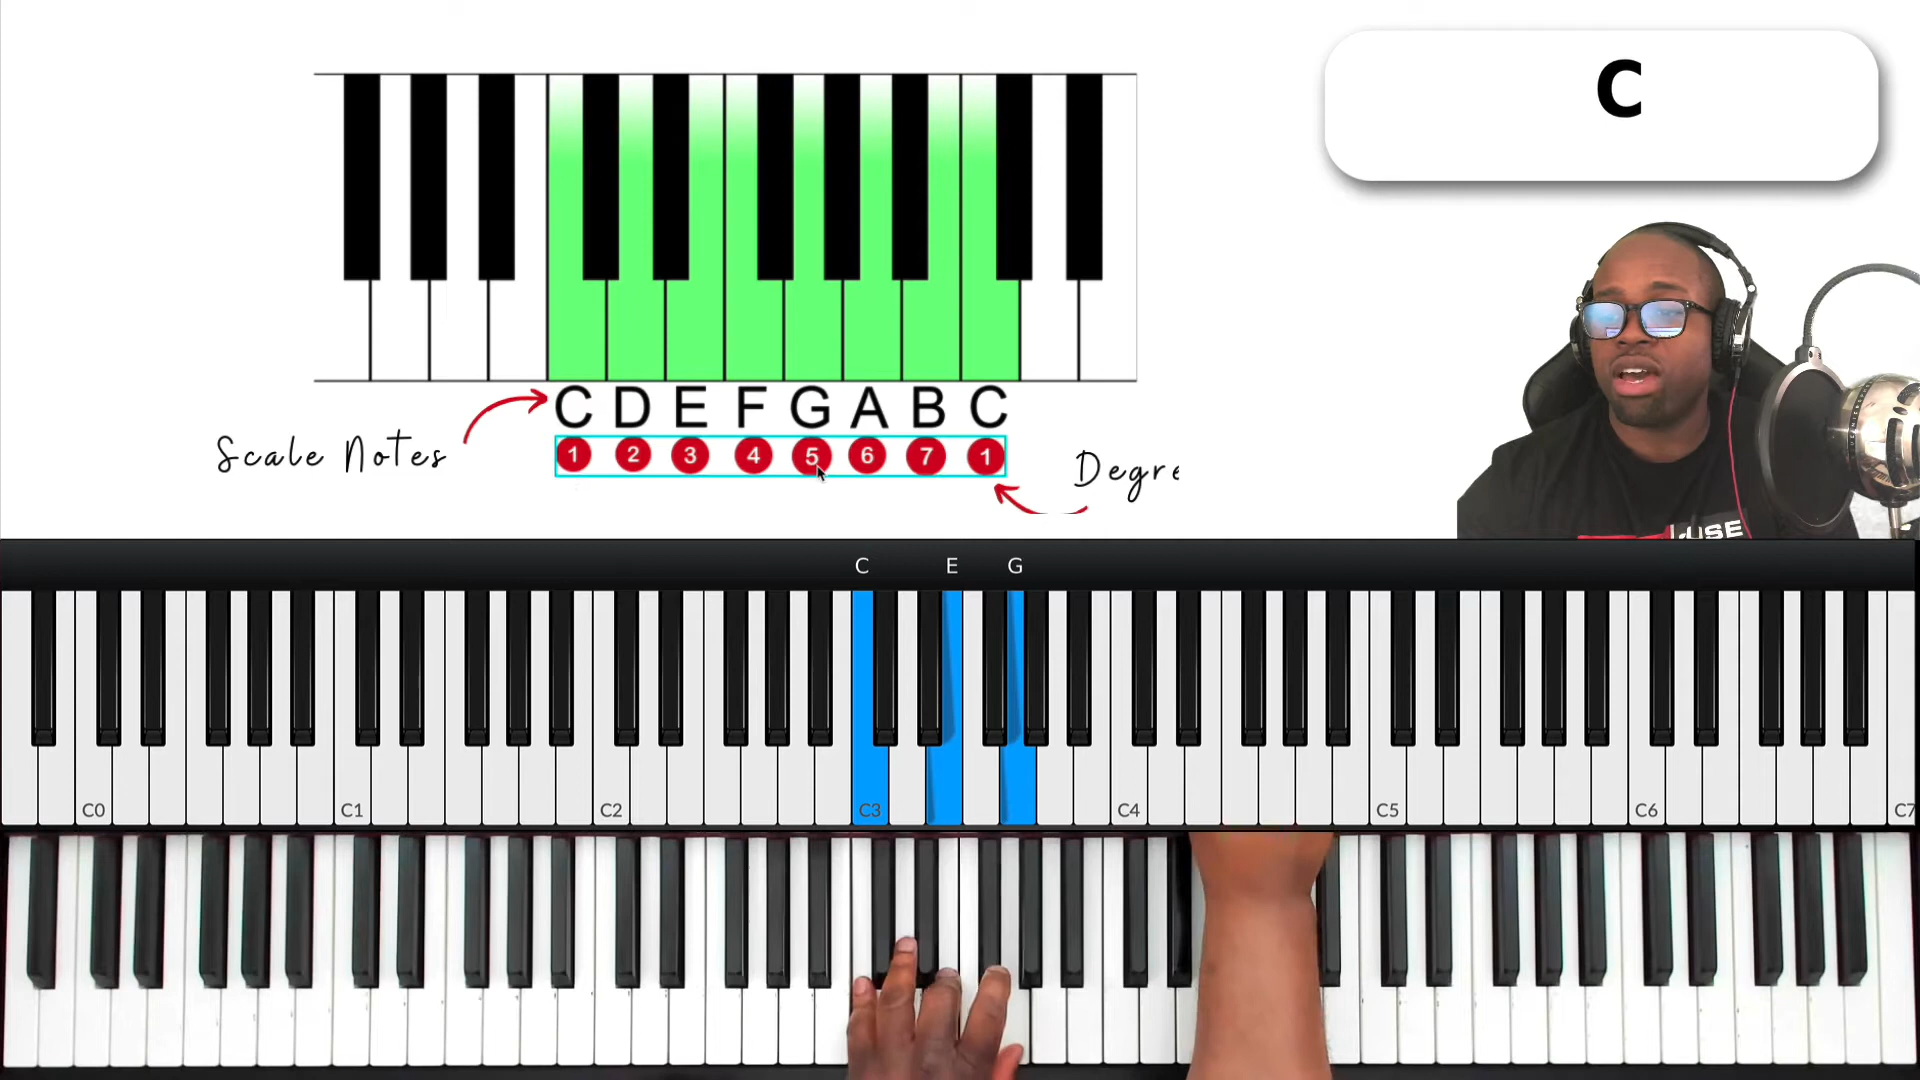 C
C D E F G A B C
Scale Notes
1 2 3 4 5 6 7 1
Degre
USE
C E G
C0 C1 C2 C3 C4 C5 C6 C7